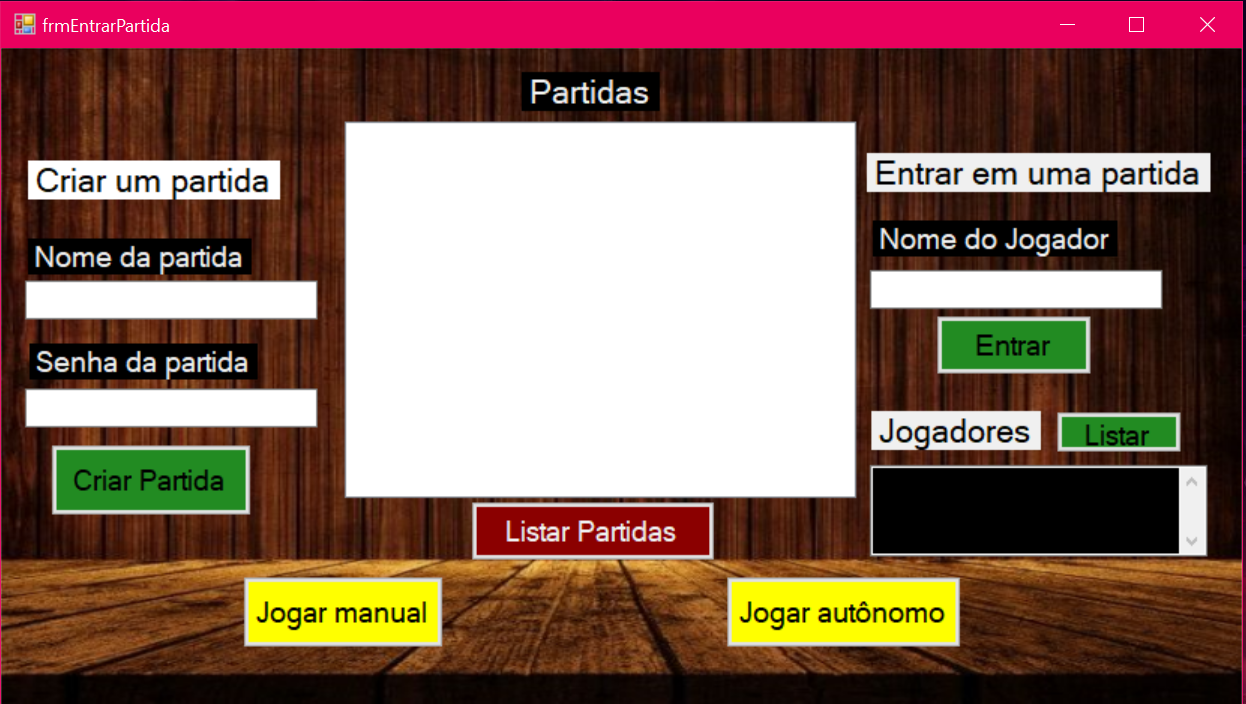 frmEntrarPartida
Partidas
Criar um partida
Nome da partida
Senha da partida
Criar Partida
Listar Partidas
Entrar em uma partida
Nome do Jogador
Entrar
Jogadores
Listar
Jogar manual
Jogar autônomo